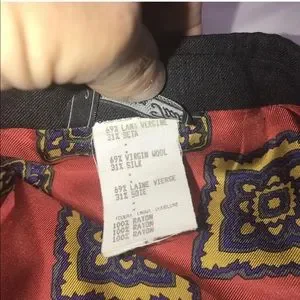 69% LANA VERGINE
31% SETA
-
69% VIRGIN WOOL
31% SILK
-
69% LAINE VIERGE
31% SOIE
-
100% RAYON
100% RAYON
100% RAYON